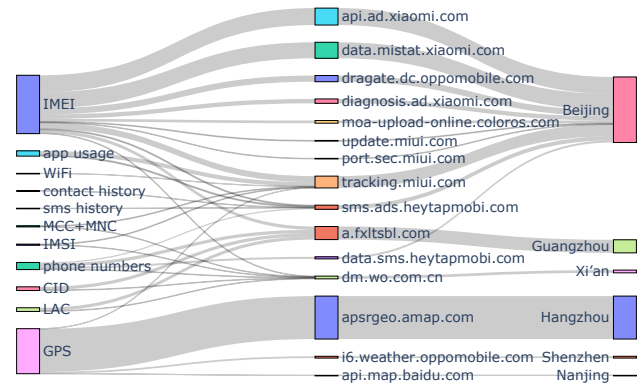 IMEI
app usage
WiFi
contact history
sms history
MCC+MNC
IMSI
phone numbers
CID
LAC
GPS
api.ad.xiaomi.com
data.mistat.xiaomi.com
dragate.dc.oppomobile.com
diagnosis.ad.xiaomi.com
moa-upload-online.coloros.com
update.miui.com
port.sec.miui.com
tracking.miui.com
sms.ads.heytapmobi.com
a.fxltsbl.com
data.sms.heytapmobi.com
dm.wo.com.cn
apsrgeo.amap.com
i6.weather.oppomobile.com
api.map.baidu.com
Beijing
Guangzhou
Xi’an
Hangzhou
Shenzhen
Nanjing